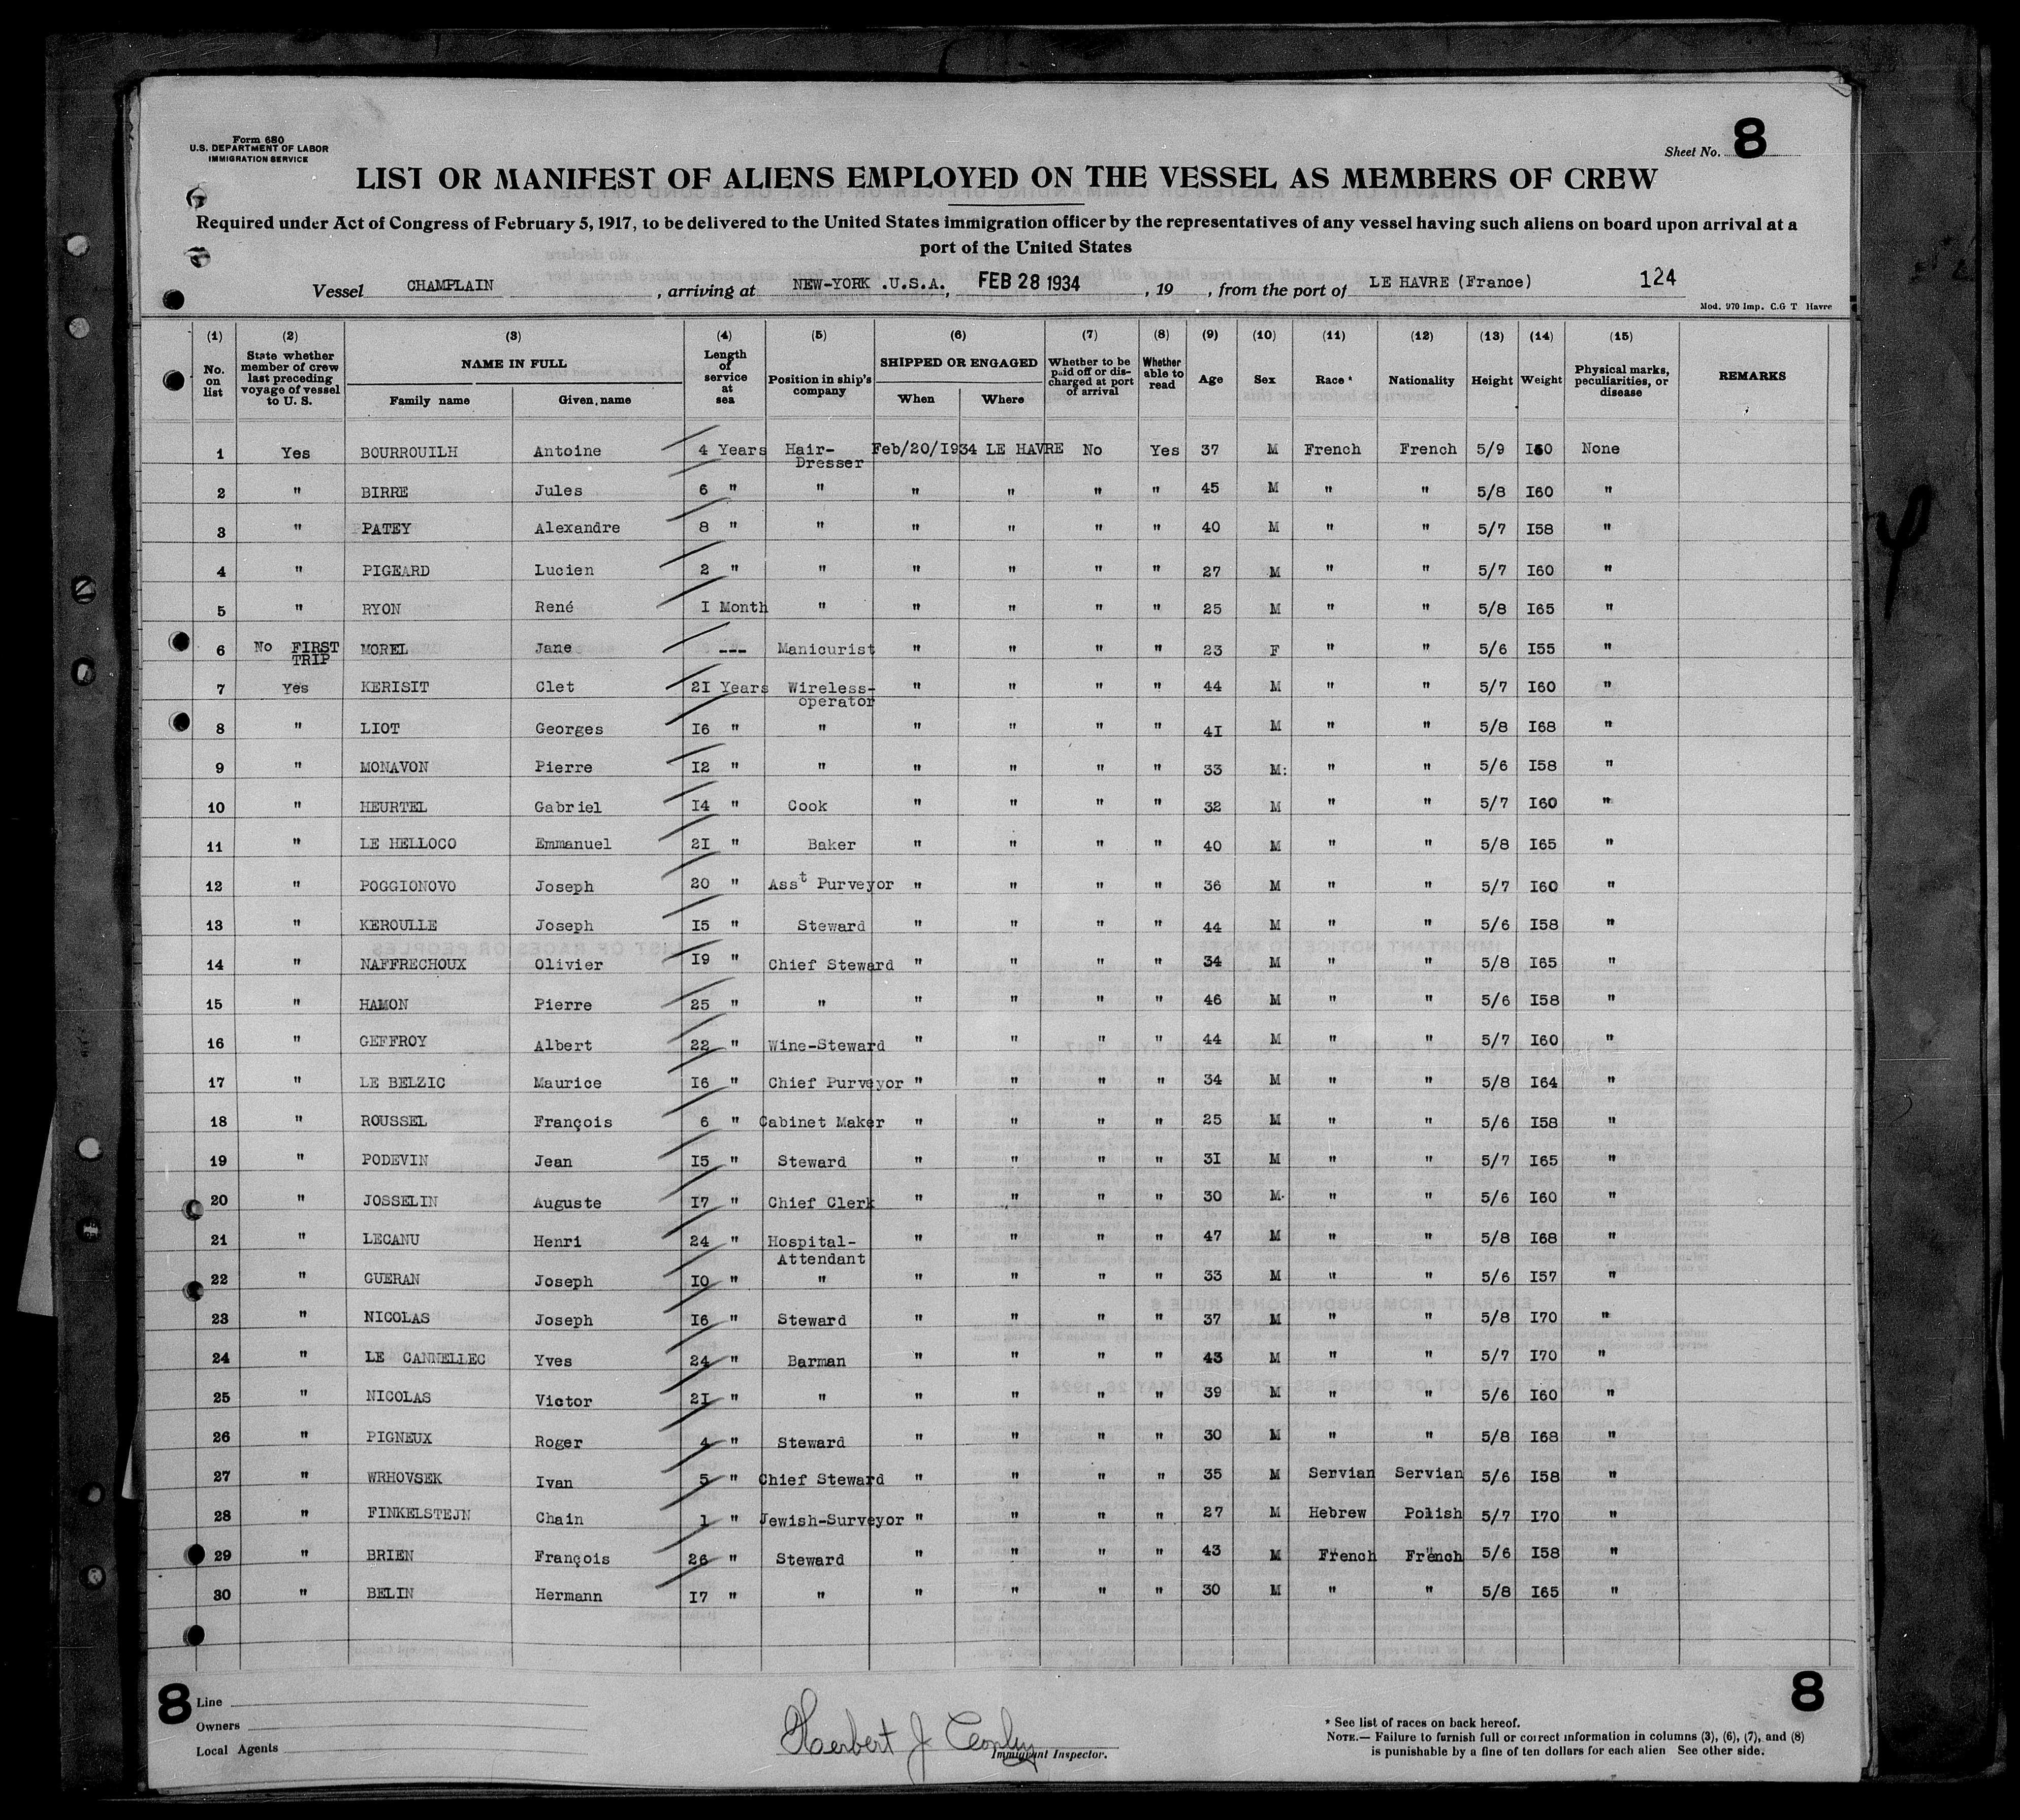 Form 680
U.S. DEPARTMENT OF LABOR
IMMIGRATION SERVICE
Sheet No. 8
LIST OR MANIFEST OF ALIENS EMPLOYED ON THE VESSEL AS MEMBERS OF CREW
Required under Act of Congress of February 5, 1917, to be delivered to the United States immigration officer by the representatives of any vessel having such aliens on board upon arrival at a
port of the United States
Vessel CHAMPLAIN, arriving at NEW-YORK .U.S.A., FEB 28 1934, 19 , from the port of LE HAVRE (France) 124
Mod. 970 Imp. C.G T Havre
(1) (2) (3) (4) (5) (6) (7) (8) (9) (10) (11) (12) (13) (14) (15)
No. on list State whether member of crew last preceding voyage of vessel to U. S. NAME IN FULL Length of service at sea Position in ship's company SHIPPED OR ENGAGED Whether to be paid off or discharged at port of arrival Whether able to read Age Sex Race * Nationality Height Weight Physical marks, peculiarities, or disease REMARKS
Family name Given name When Where
1 Yes BOURROUILH Antoine 4 Years Hair-Dresser Feb/20/I934 LE HAVRE No Yes 37 M French French 5/9 I60 None
2 " BIRRE Jules 6 " " " " " " 45 M " " 5/8 I60 "
3 " PATEY Alexandre 8 " " " " " " 40 M " " 5/7 I58 "
4 " PIGEARD Lucien 2 " " " " " " 27 M " " 5/7 I60 "
5 " RYON René I Month " " " " " 25 M " " 5/8 I65 "
6 No FIRST TRIP MOREL Jane --- Manicurist " " " " 23 F " " 5/6 I55 "
7 Yes KERISIT Clet 2I Years Wireless-operator " " " " 44 M " " 5/7 I60 "
8 " LIOT Georges I6 " " " " " " 4I M " " 5/8 I68 "
9 " MONAVON Pierre I2 " " " " " " 33 M: " " 5/6 I58 "
10 " HEURTEL Gabriel I4 " Cook " " " " 32 M " " 5/7 I60 "
11 " LE HELLOCO Emmanuel 2I " Baker " " " " 40 M " " 5/8 I65 "
12 " POGGIONOVO Joseph 20 " Asst Purveyor " " " " 36 M " " 5/7 I60 "
13 " KEROULLE Joseph I5 " Steward " " " " 44 M " " 5/6 I58 "
14 " NAFFRECHOUX Olivier I9 " Chief Steward " " " " 34 M " " 5/8 I65 "
15 " HAMON Pierre 25 " " " " " " 46 M " " 5/6 I58 "
16 " GEFFROY Albert 22 " Wine-Steward " " " " 44 M " " 5/7 I60 "
17 " LE BELZIC Maurice I6 " Chief Purveyor " " " " 34 M " " 5/8 I64 "
18 " ROUSSEL François 6 " Cabinet Maker " " " " 25 M " " 5/6 I58 "
19 " PODEVIN Jean I5 " Steward " " " " 3I M " " 5/7 I65 "
20 " JOSSELIN Auguste I7 " Chief Clerk " " " " 30 M " " 5/6 I60 "
21 " LECANU Henri 24 " Hospital-Attendant " " " " 47 M " " 5/8 I68 "
22 " GUERAN Joseph I0 " " " " " " 33 M " " 5/6 I57 "
23 " NICOLAS Joseph I6 " Steward " " " " 37 M " " 5/8 I70 "
24 " LE CANNELLEC Yves 24 " Barman " " " " 43 M " " 5/7 I70 "
25 " NICOLAS Victor 2I " " " " " " 39 M " " 5/6 I60 "
26 " PIGNEUX Roger 4 " Steward " " " " 30 M " " 5/8 I68 "
27 " WRHOVSEK Ivan 5 " Chief Steward " " " " 35 M Servian Servian 5/6 I58 "
28 " FINKELSTEJN Chain 1 " Jewish-Surveyor " " " " 27 M Hebrew Polish 5/7 I70 "
29 " BRIEN François 26 " Steward " " " " 43 M French French 5/6 I58 "
30 " BELIN Hermann I7 " " " " " " 30 M " " 5/8 I65 "
8 8
Line
Owners
Local Agents
Herbert J Conley
Immigrant Inspector.
* See list of races on back hereof.
NOTE.— Failure to furnish full or correct information in columns (3), (6), (7), and (8)
is punishable by a fine of ten dollars for each alien See other side.